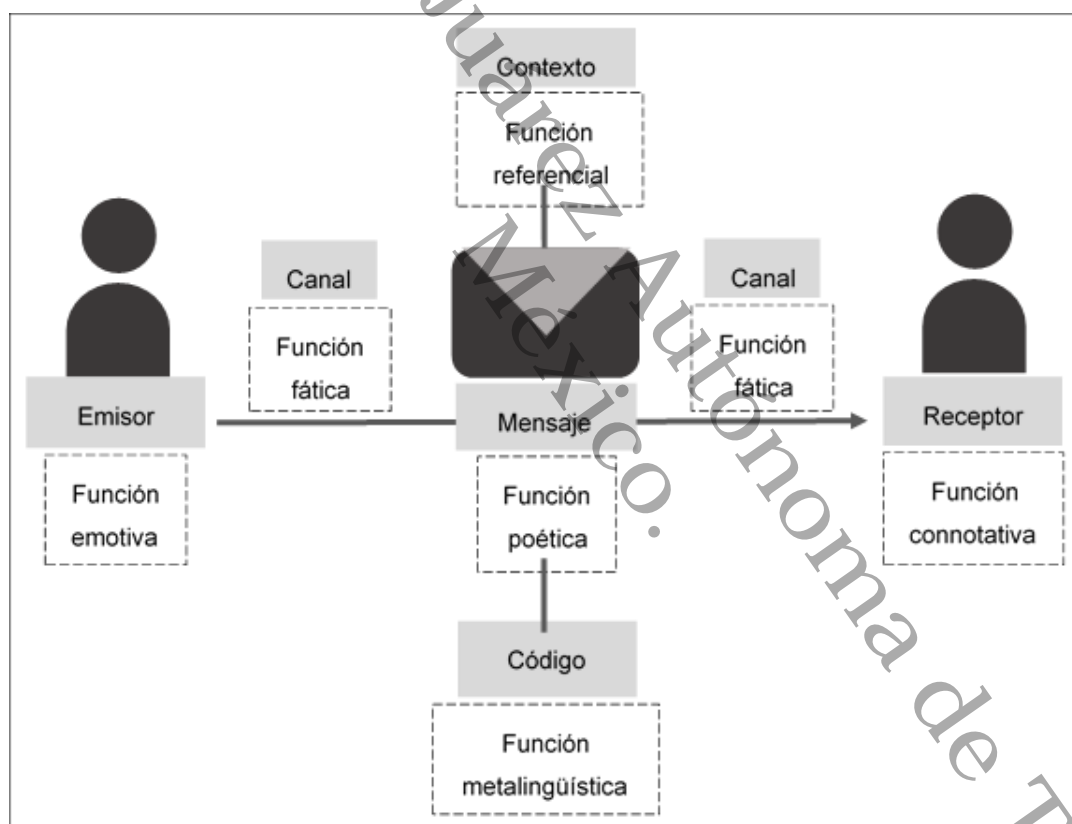 Contexto
Función
referencial
Canal
Función
fática
Canal
Función
fática
Emisor
Función
emotiva
Mensaje
Función
poética
Receptor
Función
connotativa
Código
Función
metalingüística
Juárez Autónoma de T
México.